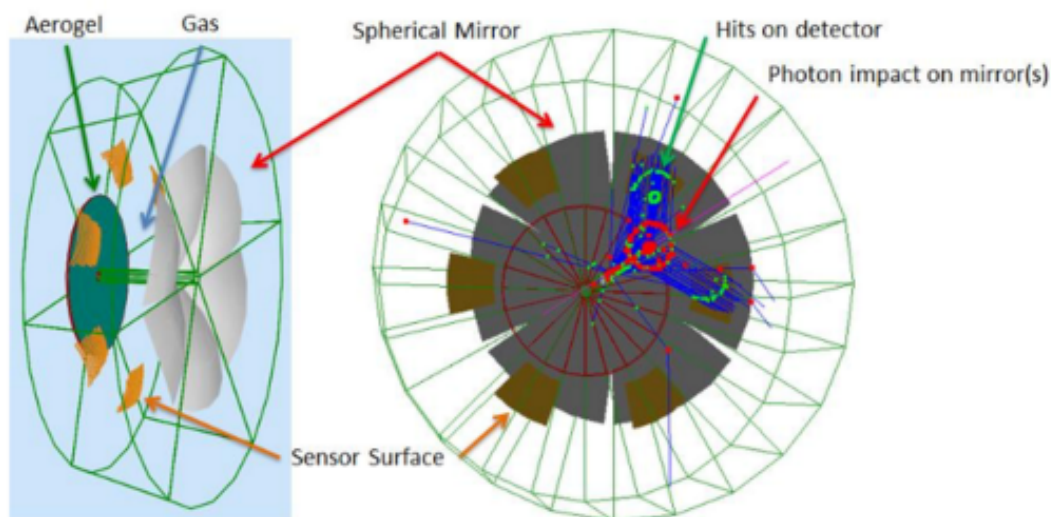 Aerogel
Gas
Spherical Mirror
Hits on detector
Photon impact on mirror(s)
Sensor Surface